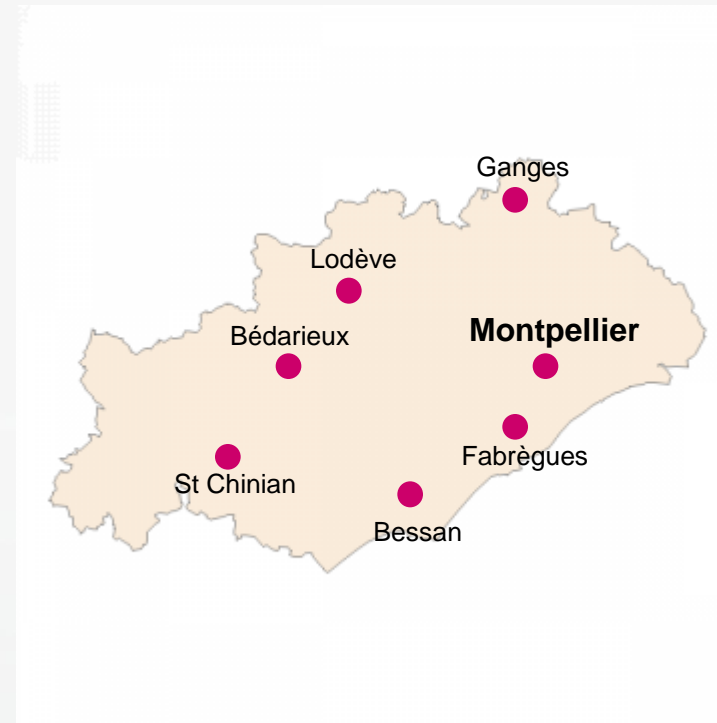 Ganges
Lodève
Montpellier
Bédarieux
Fabrègues
St Chinian
Bessan